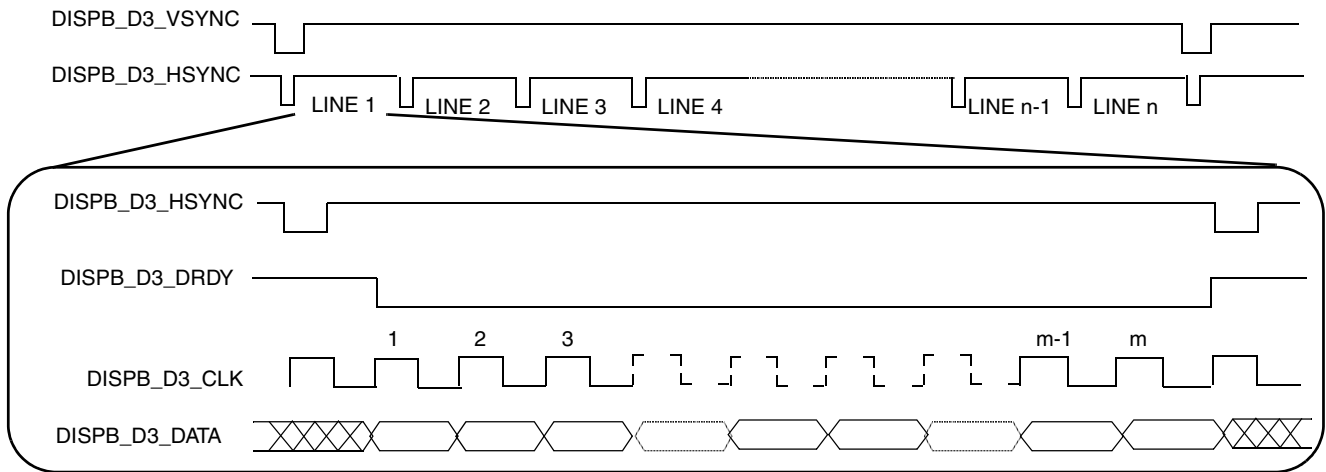 DISPB_D3_VSYNC
DISPB_D3_HSYNC
LINE 1 LINE 2 LINE 3 LINE 4 LINE n-1 LINE n
DISPB_D3_HSYNC
DISPB_D3_DRDY
1 2 3 m-1 m
DISPB_D3_CLK
DISPB_D3_DATA